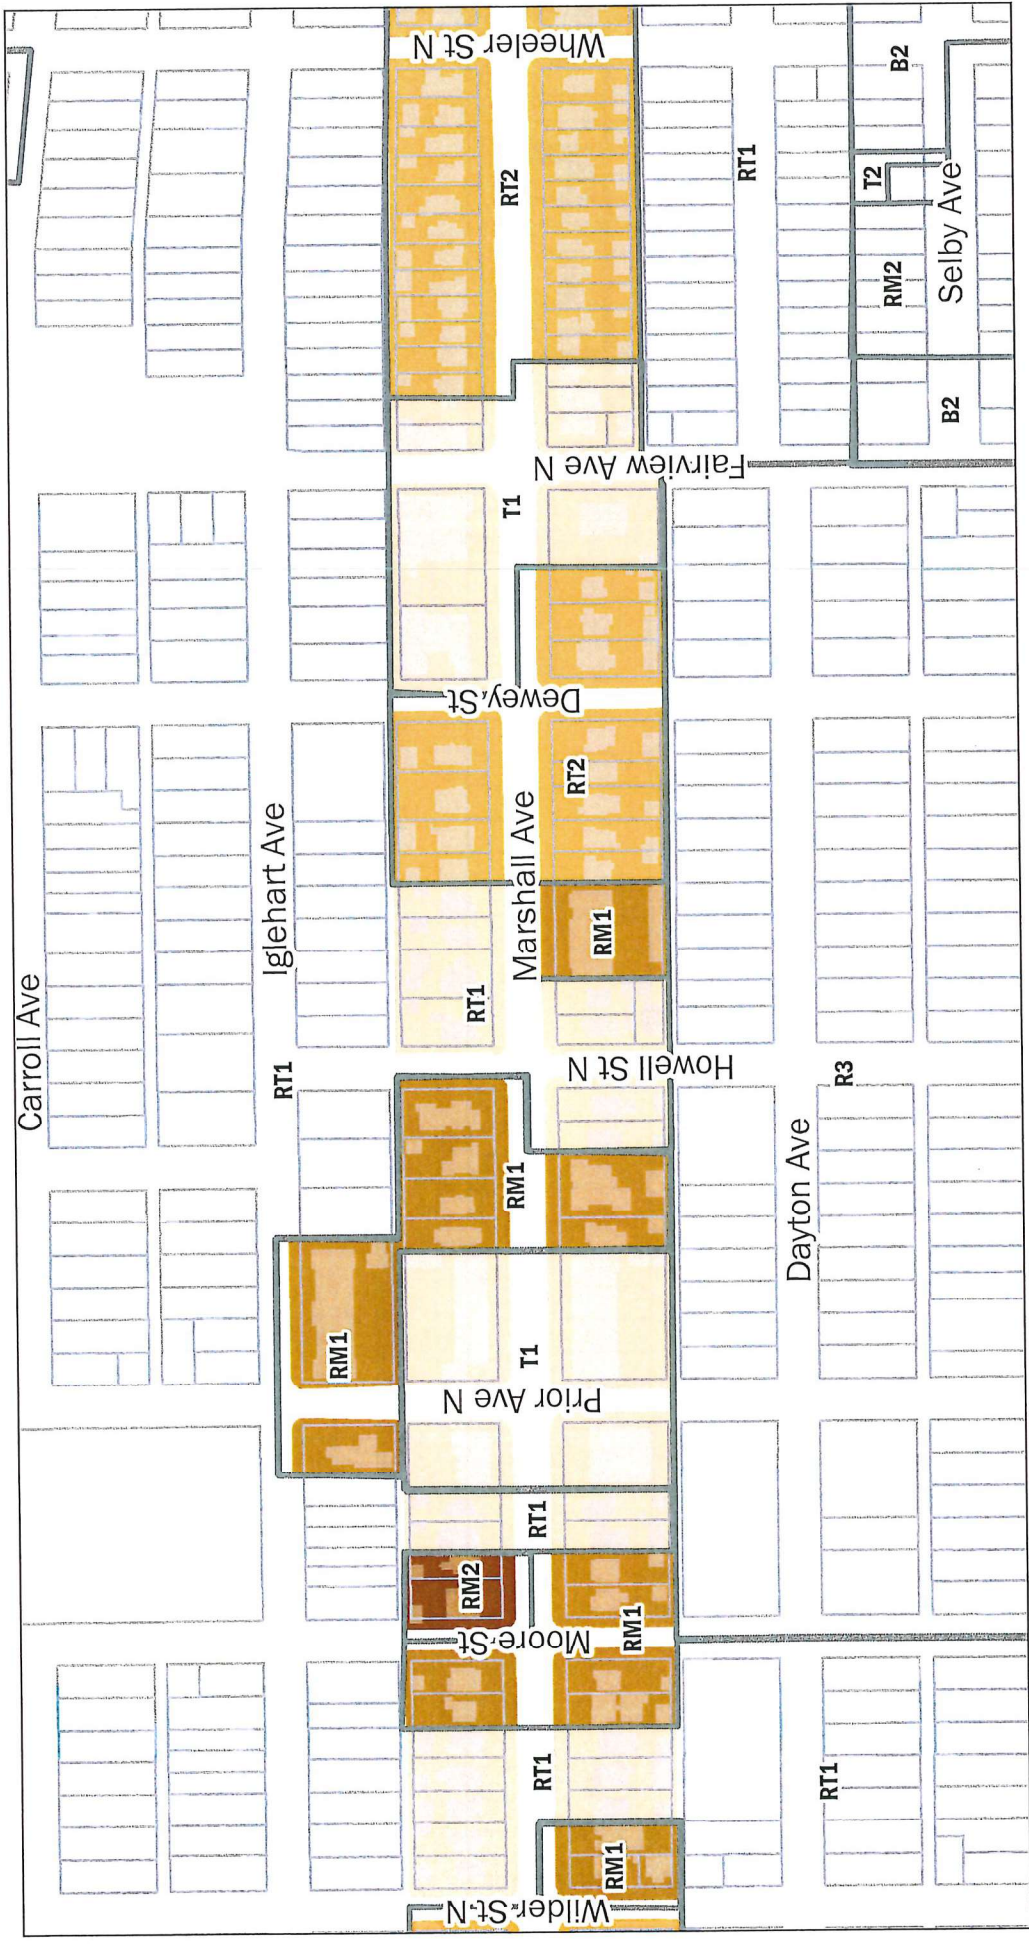 Carroll Ave
Iglehart Ave
RT1
RM1
Wilder St N
RM1
RT1
Moore St
RM2
RM1
RT1
Prior Ave N
T1
RM1
Howell St N
RT1
RM1
Marshall Ave
RT2
Dewey St
T1
Fairview Ave N
RT2
Wheeler St N
RT1
Dayton Ave
RT1
R3
RM2
T2
B2
B2
Selby Ave